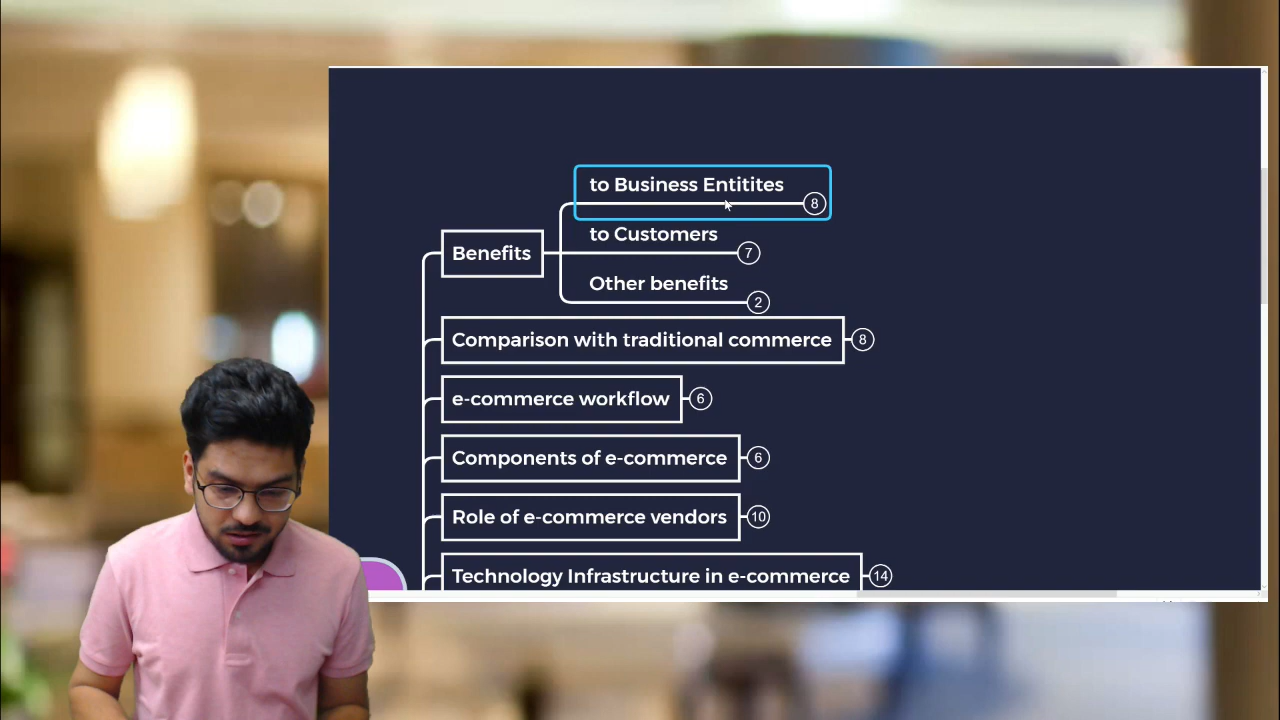 to Business Entitites
8
to Customers
7
Benefits
Other benefits
2
Comparison with traditional commerce
8
e-commerce workflow
6
Components of e-commerce
6
Role of e-commerce vendors
10
Technology Infrastructure in e-commerce
14